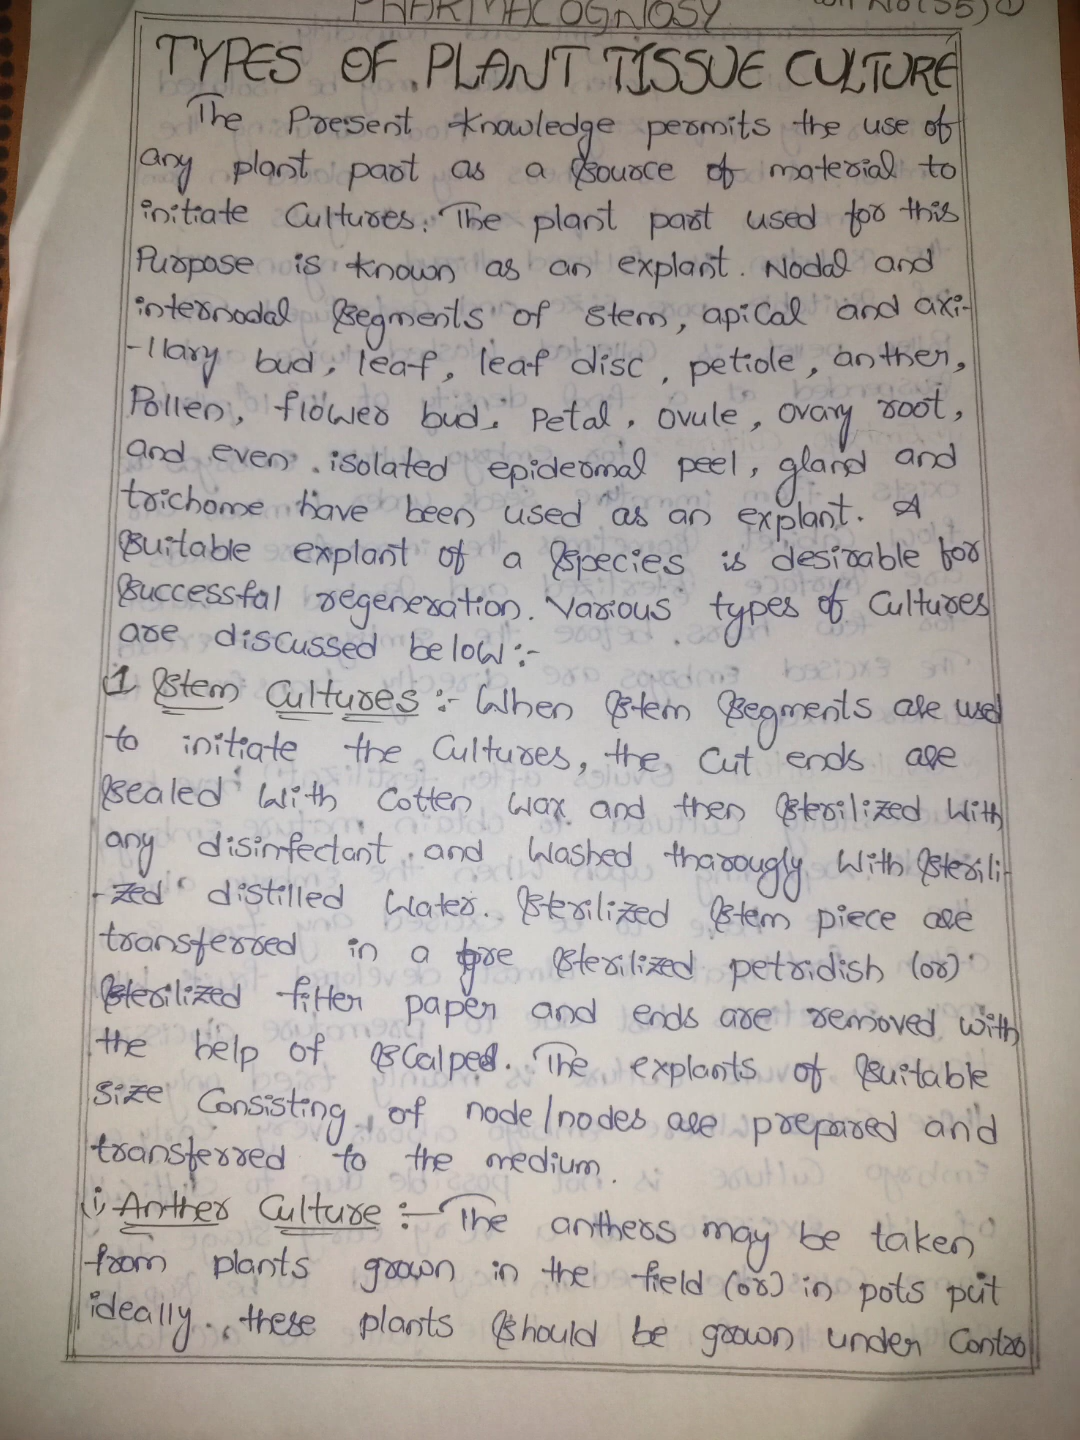 PHARMACOGNOSY
No (55) ①
TYPES OF PLANT TISSUE CULTURE
The Present knowledge permits the use of
any plant part as a source of material to
initiate Cultures. The plant part used for this
Purpose is known as an explant. Nodal and
internodal segments of stem, apical and axi-
-llary bud, leaf, leaf disc, petiole, anther,
Pollen, flower bud, Petal, ovule, ovary root,
and even isolated epidermal peel, gland and
trichome have been used as an explant. A
suitable explant of a species is desirable for
successful regeneration. Various types of Cultures
are discussed below :-
1 Stem Cultures :- When stem segments are used
to initiate the Cultures, the Cut ends are
sealed with cotten wax and then sterilized with
any disinfectant and washed tharougly with sterili-
-zed distilled water. Sterilized stem piece are
transferred in a pre sterilized petridish (or)
sterilized filter paper and ends are removed with
the help of scalped. The explants of suitable
size Consisting of node/nodes are prepared and
transferred to the medium.
i, Anther Culture :- The anthers may be taken
from plants grown in the field (or) in pots put
ideally. these plants should be grown under Contro